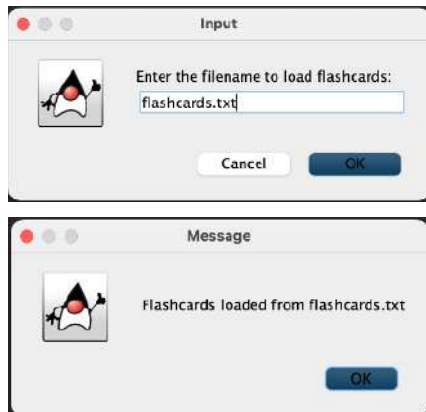 Input
Enter the filename to load flashcards:
flashcards.txt
Cancel OK
Message
Flashcards loaded from flashcards.txt
OK